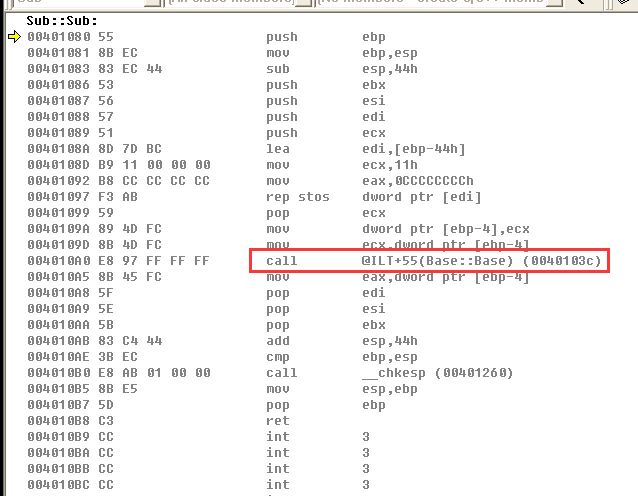 Sub::Sub:
00401080 55 push ebp
00401081 8B EC mov ebp,esp
00401083 83 EC 44 sub esp,44h
00401086 53 push ebx
00401087 56 push esi
00401088 57 push edi
00401089 51 push ecx
0040108A 8D 7D BC lea edi,[ebp-44h]
0040108D B9 11 00 00 00 mov ecx,11h
00401092 B8 CC CC CC CC mov eax,0CCCCCCCCh
00401097 F3 AB rep stos dword ptr [edi]
00401099 59 pop ecx
0040109A 89 4D FC mov dword ptr [ebp-4],ecx
0040109D 8B 4D FC mov ecx,dword ptr [ebp-4]
004010A0 E8 97 FF FF FF call @ILT+55(Base::Base) (0040103c)
004010A5 8B 45 FC mov eax,dword ptr [ebp-4]
004010A8 5F pop edi
004010A9 5E pop esi
004010AA 5B pop ebx
004010AB 83 C4 44 add esp,44h
004010AE 3B EC cmp ebp,esp
004010B0 E8 AB 01 00 00 call __chkesp (00401260)
004010B5 8B E5 mov esp,ebp
004010B7 5D pop ebp
004010B8 C3 ret
004010B9 CC int 3
004010BA CC int 3
004010BB CC int 3
004010BC CC int 3